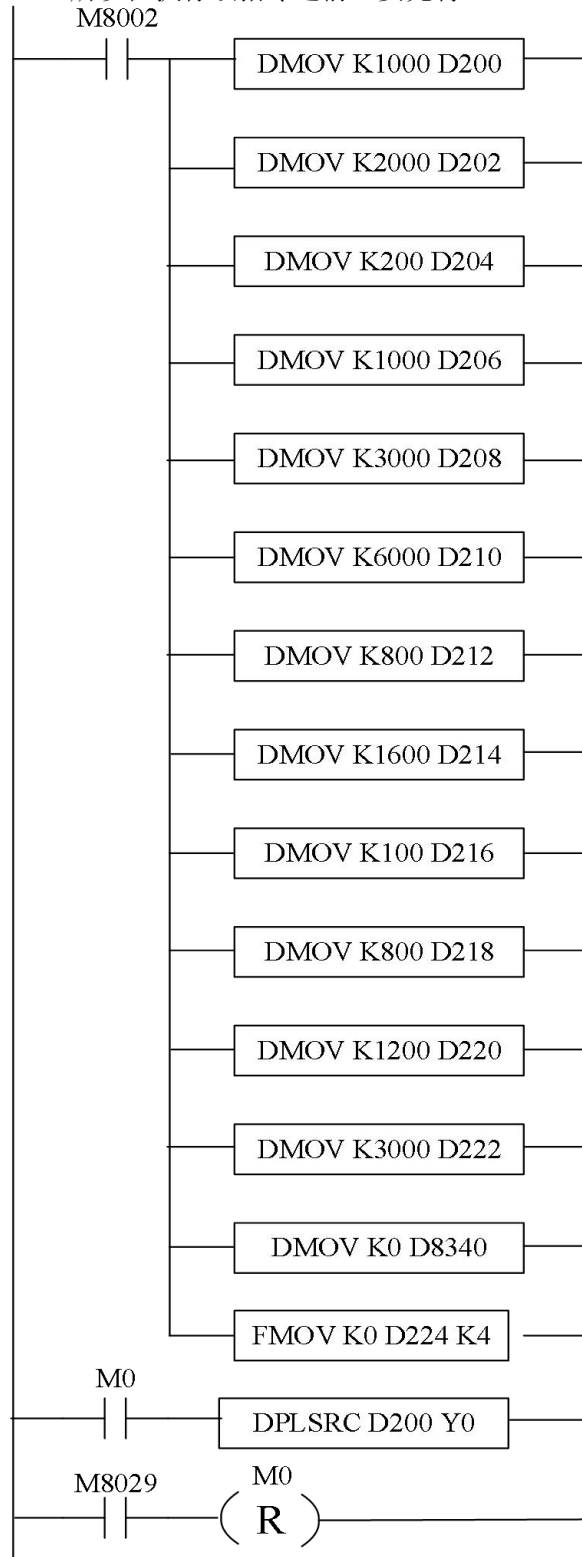 M8002
DMOV K1000 D200
DMOV K2000 D202
DMOV K200 D204
DMOV K1000 D206
DMOV K3000 D208
DMOV K6000 D210
DMOV K800 D212
DMOV K1600 D214
DMOV K100 D216
DMOV K800 D218
DMOV K1200 D220
DMOV K3000 D222
DMOV K0 D8340
FMOV K0 D224 K4
M0
DPLSRC D200 Y0
M8029
M0
R